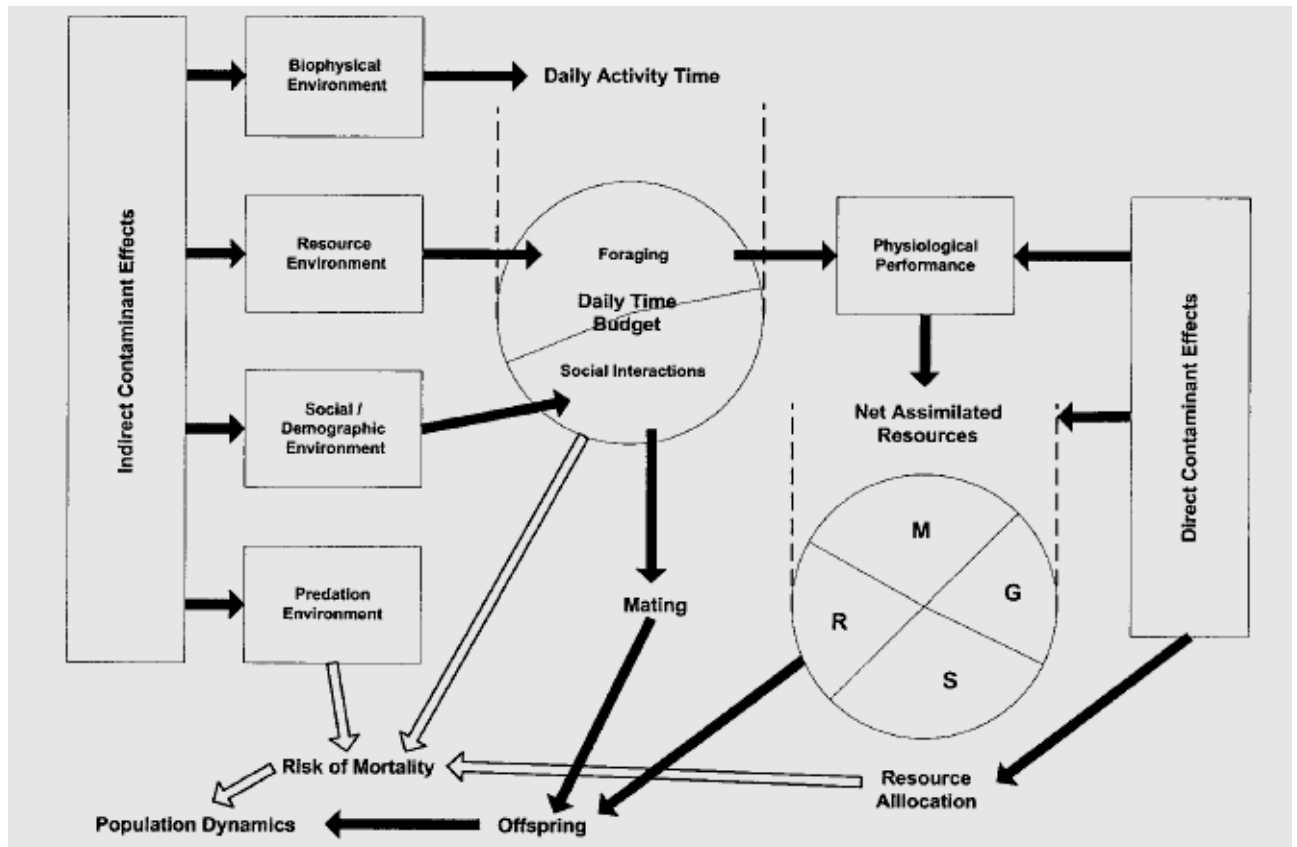 Indirect Contaminant Effects
Biophysical
Environment
Daily Activity Time
Resource
Environment
Foraging
Daily Time
Budget
Social Interactions
Physiological
Performance
Direct Contaminant Effects
Social /
Demographic
Environment
Net Assimilated
Resources
M
G
R
S
Predation
Environment
Mating
Risk of Mortality
Resource
Alllocation
Population Dynamics
Offspring